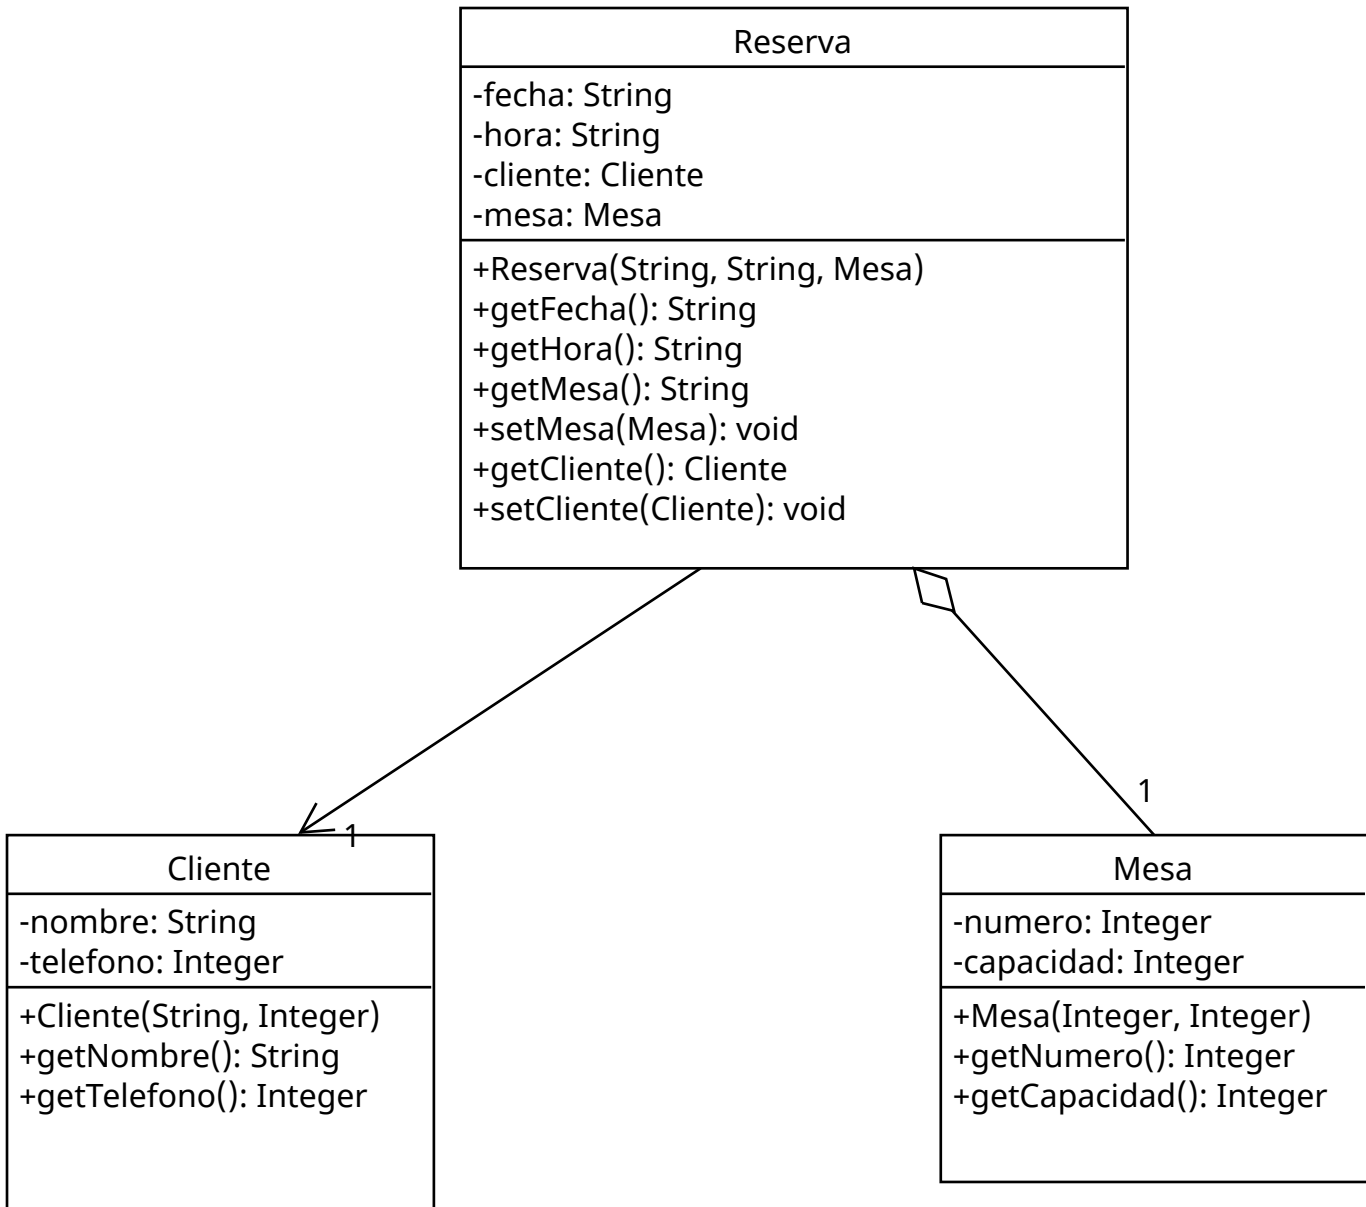 Reserva
-fecha: String
-hora: String
-cliente: Cliente
-mesa: Mesa
+Reserva(String, String, Mesa)
+getFecha(): String
+getHora(): String
+getMesa(): String
+setMesa(Mesa): void
+getCliente(): Cliente
+setCliente(Cliente): void
1
1
Cliente
-nombre: String
-telefono: Integer
+Cliente(String, Integer)
+getNombre(): String
+getTelefono(): Integer
Mesa
-numero: Integer
-capacidad: Integer
+Mesa(Integer, Integer)
+getNumero(): Integer
+getCapacidad(): Integer